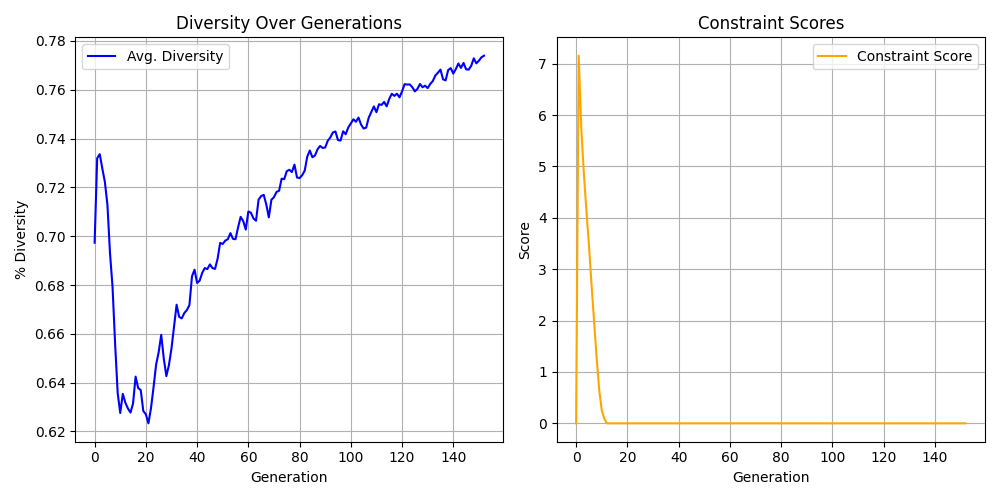 Diversity Over Generations
Avg. Diversity
% Diversity
0.78
0.76
0.74
0.72
0.70
0.68
0.66
0.64
0.62
0 20 40 60 80 100 120 140
Generation
Constraint Scores
Constraint Score
Score
7
6
5
4
3
2
1
0
0 20 40 60 80 100 120 140
Generation